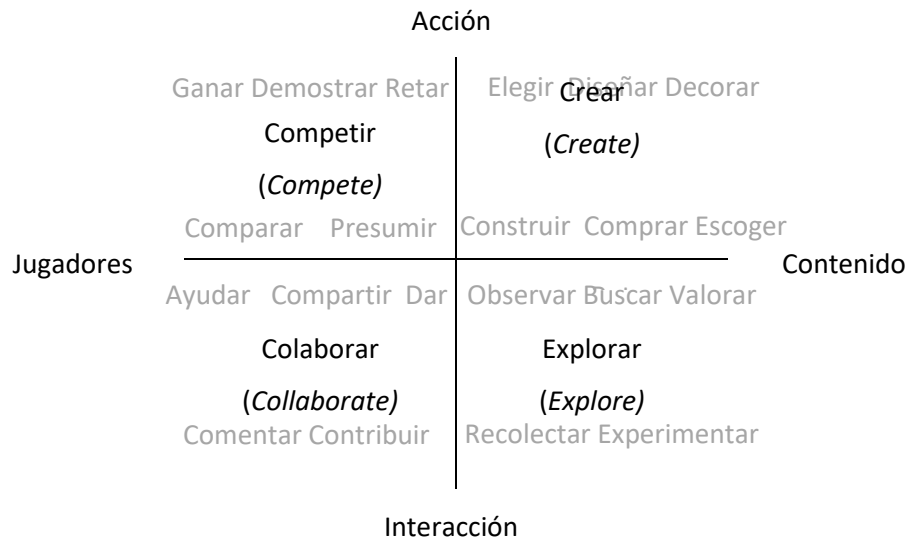 Acción
Ganar Demostrar Retar Elegir Diseñar Decorar
Crear
Competir
(Create)
(Compete)
Comparar Presumir Construir Comprar Escoger
Jugadores Contenido
Ayudar Compartir Dar Observar Buscar Valorar
Colaborar Explorar
(Collaborate) (Explore)
Comentar Contribuir Recolectar Experimentar
Interacción